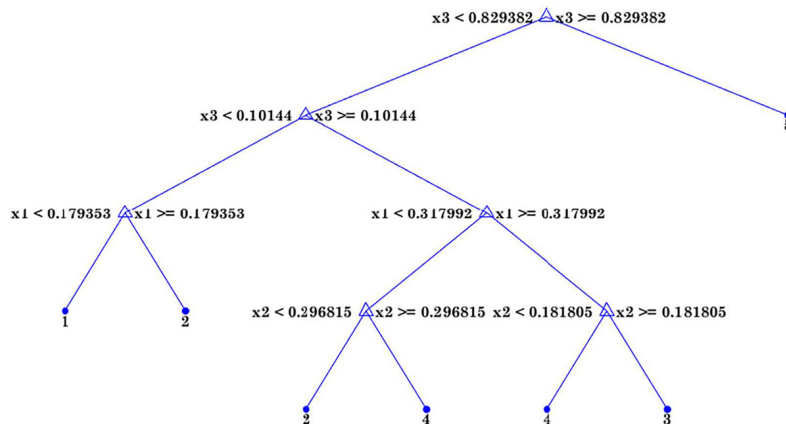 x3 < 0.829382 x3 >= 0.829382
x3 < 0.10144 x3 >= 0.10144
x1 < 0.179353 x1 >= 0.179353 x1 < 0.317992 x1 >= 0.317992
1 2 x2 < 0.296815 x2 >= 0.296815 x2 < 0.181805 x2 >= 0.181805
2 4 4 3